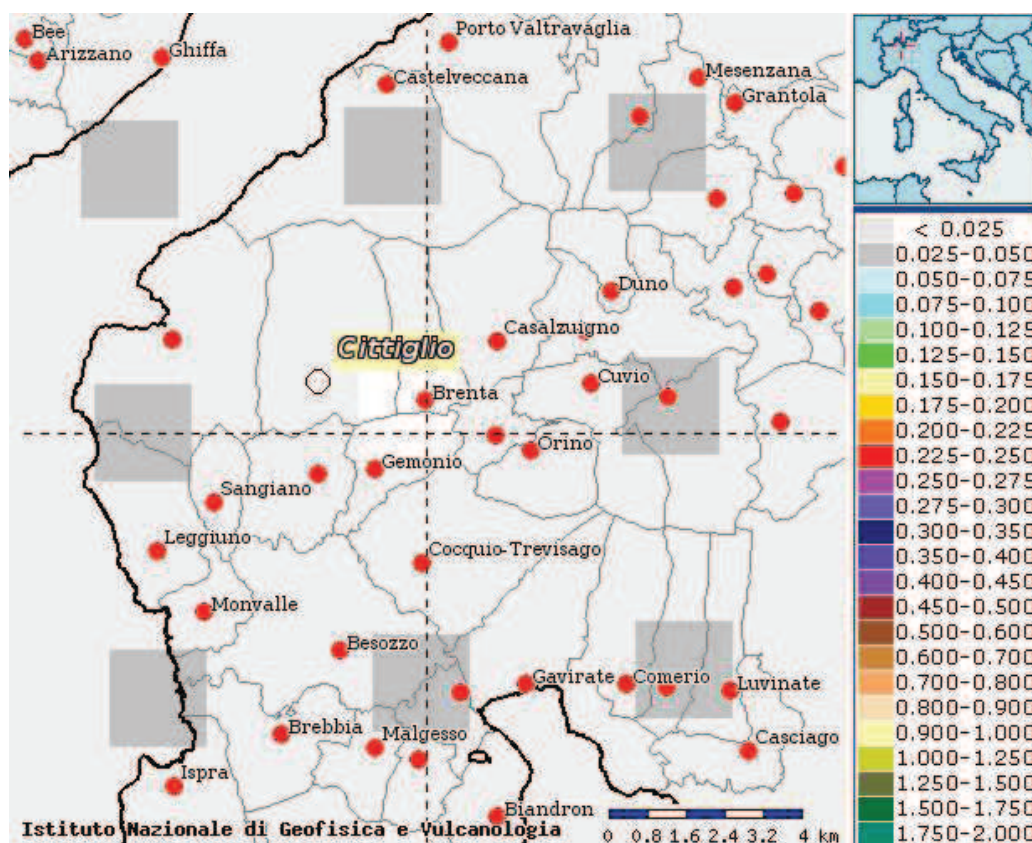 Bee
Arizzano
Ghiffa
Porto Valtravaglia
Castelveccana
Mesenzana
Grantola
Duno
Cittiglio
Casalzuigno
Cuvio
Brenta
Orino
Gemonio
Sangiano
Leggiuno
Cocquio-Trevisago
Monvalle
Besozzo
Gavirate
Comerio
Luvinate
Brebbia
Malgesso
Casciago
Ispra
Biandron
Istituto Nazionale di Geofisica e Vulcanologia
0 0.8 1.6 2.4 3.2 4 km
< 0.025
0.025-0.050
0.050-0.075
0.075-0.100
0.100-0.125
0.125-0.150
0.150-0.175
0.175-0.200
0.200-0.225
0.225-0.250
0.250-0.275
0.275-0.300
0.300-0.350
0.350-0.400
0.400-0.450
0.450-0.500
0.500-0.600
0.600-0.700
0.700-0.800
0.800-0.900
0.900-1.000
1.000-1.250
1.250-1.500
1.500-1.750
1.750-2.000